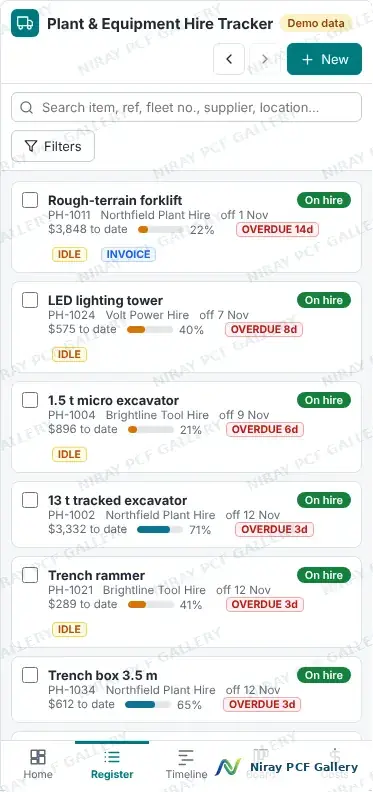 Plant & Equipment Hire Tracker Demo data
New
Search item, ref, fleet no., supplier, location...
Filters
Rough-terrain forklift On hire
PH-1011 Northfield Plant Hire off 1 Nov
$3,848 to date 22% OVERDUE 14d
IDLE INVOICE
LED lighting tower On hire
PH-1024 Volt Power Hire off 7 Nov
$575 to date 40% OVERDUE 8d
IDLE
1.5 t micro excavator On hire
PH-1004 Brightline Tool Hire off 9 Nov
$896 to date 21% OVERDUE 6d
IDLE
13 t tracked excavator On hire
PH-1002 Northfield Plant Hire off 12 Nov
$3,332 to date 71% OVERDUE 3d
Trench rammer On hire
PH-1021 Brightline Tool Hire off 12 Nov
$289 to date 41% OVERDUE 3d
IDLE
Trench box 3.5 m On hire
PH-1034 Northfield Plant Hire off 12 Nov
$612 to date 65% OVERDUE 3d
Home Register Timeline Costs
Niray PCF Gallery
NIRAY PCF GALLERY